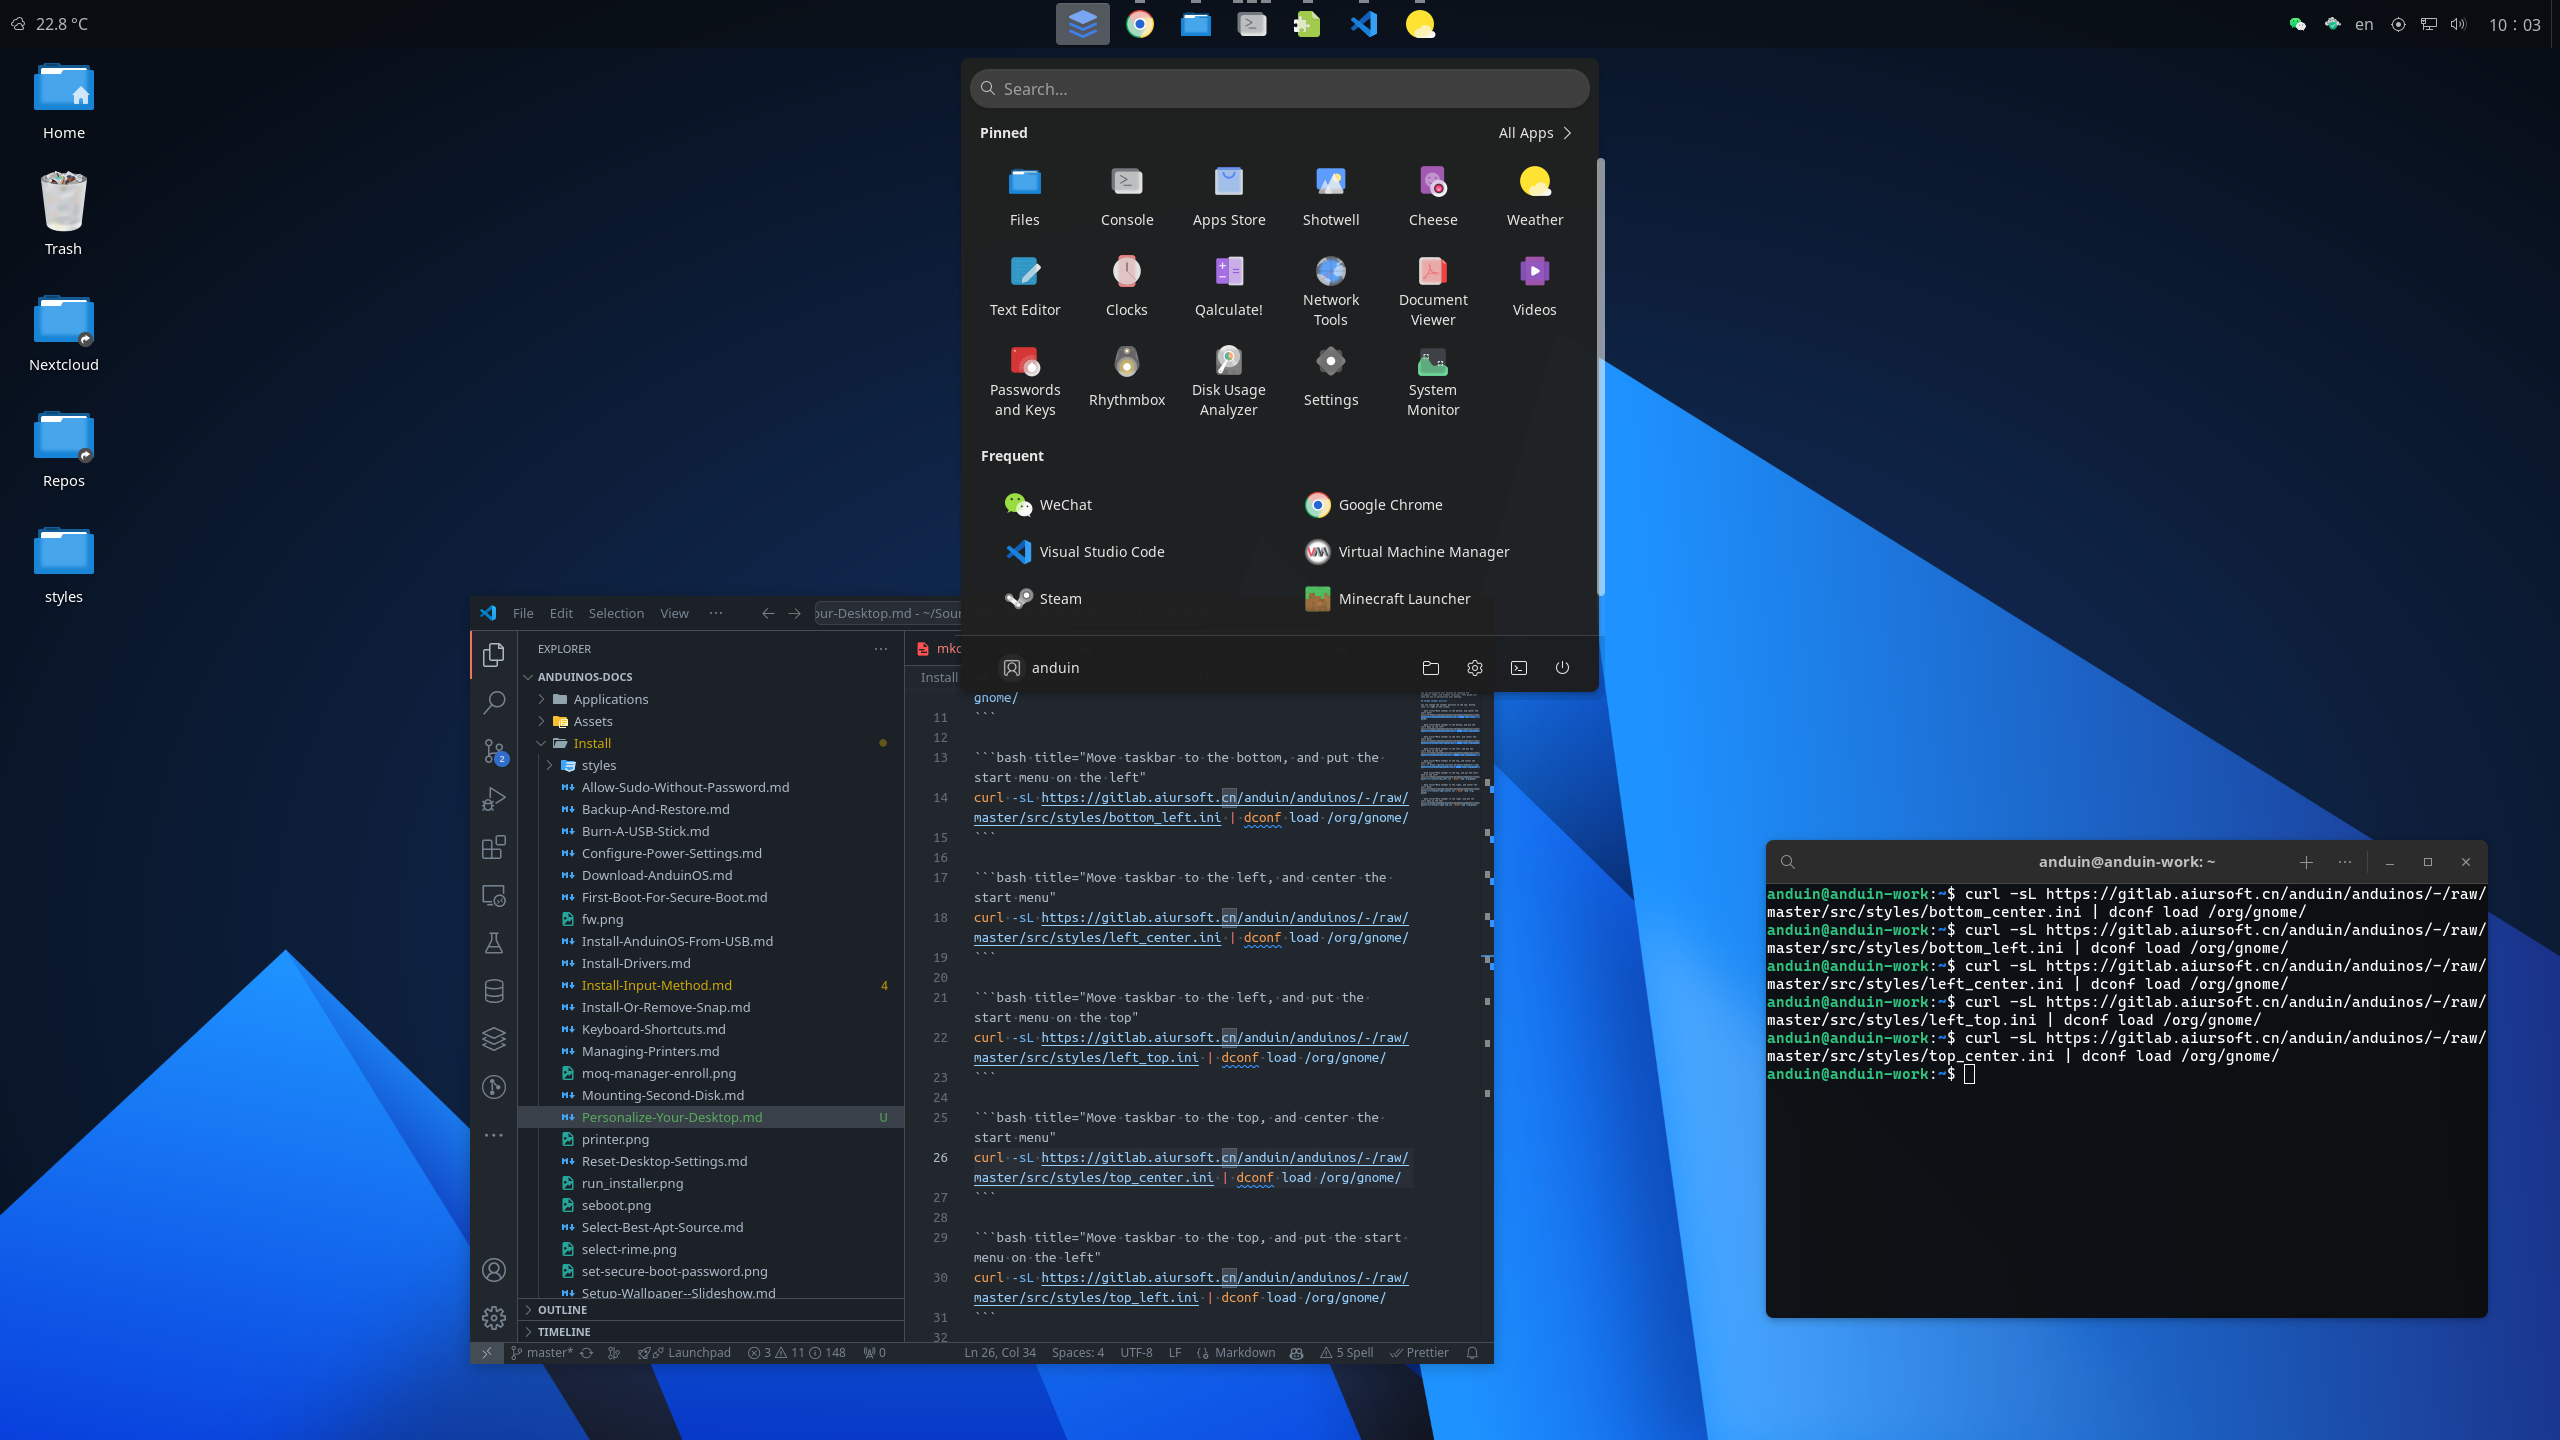 22.8 °C
en
10 : 03
Home
Trash
Nextcloud
Repos
styles
Search...
Pinned
All Apps
Files
Console
Apps Store
Shotwell
Cheese
Weather
Text Editor
Clocks
Qalculate!
Network
Tools
Document
Viewer
Videos
Passwords
and Keys
Rhythmbox
Disk Usage
Analyzer
Settings
System
Monitor
Frequent
WeChat
Google Chrome
Visual Studio Code
Virtual Machine Manager
Steam
Minecraft Launcher
anduin
File Edit Selection View ···
our-Desktop.md - ~/Sour
EXPLORER
ANDUINOS-DOCS
Applications
Assets
Install
styles
Allow-Sudo-Without-Password.md
Backup-And-Restore.md
Burn-A-USB-Stick.md
Configure-Power-Settings.md
Download-AnduinOS.md
First-Boot-For-Secure-Boot.md
fw.png
Install-AnduinOS-From-USB.md
Install-Drivers.md
Install-Input-Method.md 4
Install-Or-Remove-Snap.md
Keyboard-Shortcuts.md
Managing-Printers.md
moq-manager-enroll.png
Mounting-Second-Disk.md
Personalize-Your-Desktop.md U
printer.png
Reset-Desktop-Settings.md
run_installer.png
seboot.png
Select-Best-Apt-Source.md
select-rime.png
set-secure-boot-password.png
Setup-Wallpaper--Slideshow.md
OUTLINE
TIMELINE
2
mkd
Install
gnome/
11 ```
12
13 ```bash title="Move taskbar to the bottom, and put the
start menu on the left"
14 curl -sL https://gitlab.aiursoft.cn/anduin/anduinos/-/raw/
master/src/styles/bottom_left.ini | dconf load /org/gnome/
15 ```
16
17 ```bash title="Move taskbar to the left, and center the
start menu"
18 curl -sL https://gitlab.aiursoft.cn/anduin/anduinos/-/raw/
master/src/styles/left_center.ini | dconf load /org/gnome/
19 ```
20
21 ```bash title="Move taskbar to the left, and put the
start menu on the top"
22 curl -sL https://gitlab.aiursoft.cn/anduin/anduinos/-/raw/
master/src/styles/left_top.ini | dconf load /org/gnome/
23 ```
24
25 ```bash title="Move taskbar to the top, and center the
start menu"
26 curl -sL https://gitlab.aiursoft.cn/anduin/anduinos/-/raw/
master/src/styles/top_center.ini | dconf load /org/gnome/
27 ```
28
29 ```bash title="Move taskbar to the top, and put the start
menu on the left"
30 curl -sL https://gitlab.aiursoft.cn/anduin/anduinos/-/raw/
master/src/styles/top_left.ini | dconf load /org/gnome/
31 ```
32
master* Launchpad 3 11 148 0 Ln 26, Col 34 Spaces: 4 UTF-8 LF Markdown 5 Spell Prettier
anduin@anduin-work: ~
anduin@anduin-work:~$ curl -sL https://gitlab.aiursoft.cn/anduin/anduinos/-/raw/
master/src/styles/bottom_center.ini | dconf load /org/gnome/
anduin@anduin-work:~$ curl -sL https://gitlab.aiursoft.cn/anduin/anduinos/-/raw/
master/src/styles/bottom_left.ini | dconf load /org/gnome/
anduin@anduin-work:~$ curl -sL https://gitlab.aiursoft.cn/anduin/anduinos/-/raw/
master/src/styles/left_center.ini | dconf load /org/gnome/
anduin@anduin-work:~$ curl -sL https://gitlab.aiursoft.cn/anduin/anduinos/-/raw/
master/src/styles/left_top.ini | dconf load /org/gnome/
anduin@anduin-work:~$ curl -sL https://gitlab.aiursoft.cn/anduin/anduinos/-/raw/
master/src/styles/top_center.ini | dconf load /org/gnome/
anduin@anduin-work:~$